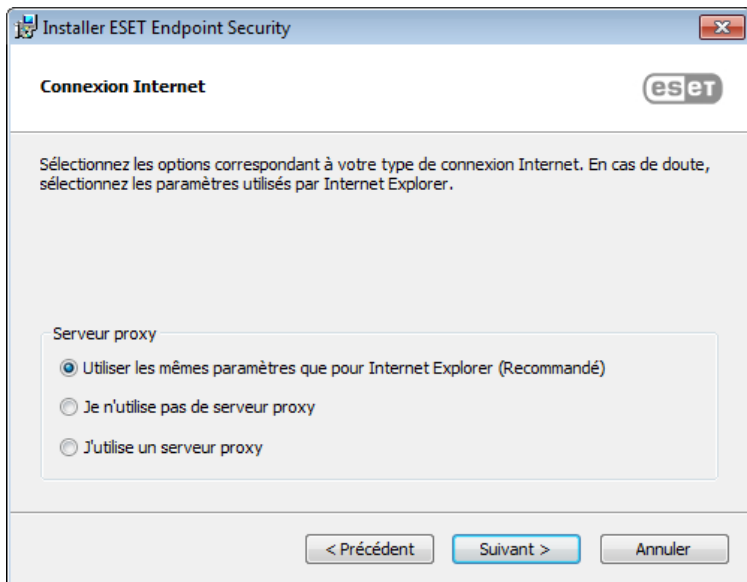 Installer ESET Endpoint Security
Connexion Internet
eset
Sélectionnez les options correspondant à votre type de connexion Internet. En cas de doute,
sélectionnez les paramètres utilisés par Internet Explorer.
Serveur proxy
Utiliser les mêmes paramètres que pour Internet Explorer (Recommandé)
Je n'utilise pas de serveur proxy
J'utilise un serveur proxy
< Précédent
Suivant >
Annuler